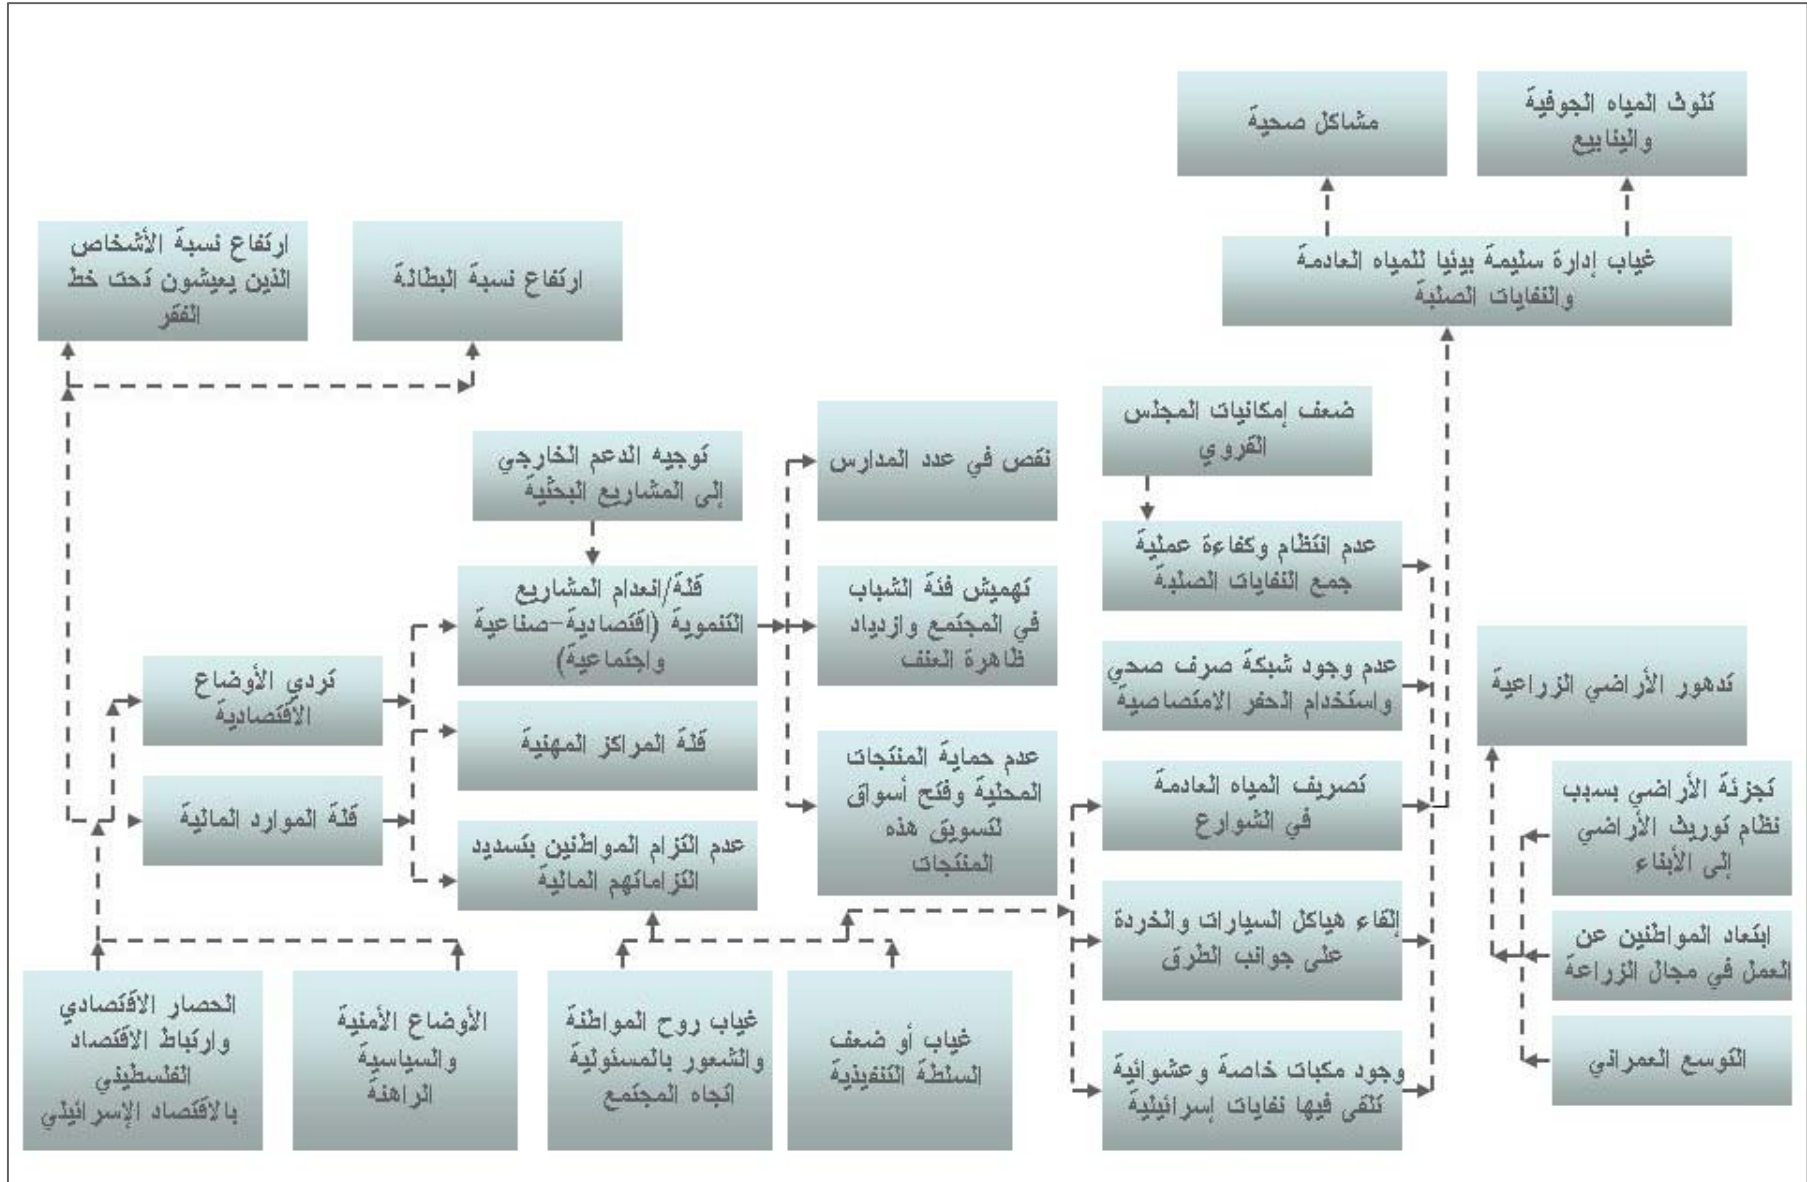 تلوث المياه الجوفية
والينابيع
مشاكل صحية
غياب إدارة سليمة بيئيا للمياه العادمة
والنفايات الصلبة
ارتفاع نسبة البطالة
ارتفاع نسبة الأشخاص
الذين يعيشون تحت خط
الفقر
ضعف إمكانيات المجلس
القروي
نقص في عدد المدارس
توجيه الدعم الخارجي
إلى المشاريع البحثية
عدم انتظام وكفاءة عملية
جمع النفايات الصلبة
تهميش فئة الشباب
في المجتمع وازدياد
ظاهرة العنف
قلة/انعدام المشاريع
التنموية (اقتصادية-صناعية
واجتماعية)
تدهور الأراضي الزراعية
عدم وجود شبكة صرف صحي
واستخدام الحفر الامتصاصية
تردي الأوضاع
الاقتصادية
قلة المراكز المهنية
عدم حماية المنتجات
المحلية وفتح أسواق
لتسويق هذه
المنتجات
تجزئة الأراضي بسبب
نظام توريث الأراضي
إلى الأبناء
تصريف المياه العادمة
في الشوارع
قلة الموارد المالية
عدم التزام المواطنين بتسديد
التزاماتهم المالية
ابتعاد المواطنين عن
العمل في مجال الزراعة
إلقاء هياكل السيارات والخردة
على جوانب الطرق
التوسع العمراني
وجود مكبات خاصة وعشوائية
تلقى فيها نفايات إسرائيلية
غياب أو ضعف
السلطة التنفيذية
غياب روح المواطنة
والشعور بالمسئولية
اتجاه المجتمع
الأوضاع الأمنية
والسياسية
الراهنة
الحصار الاقتصادي
وارتباط الاقتصاد
الفلسطيني
بالاقتصاد الإسرائيلي